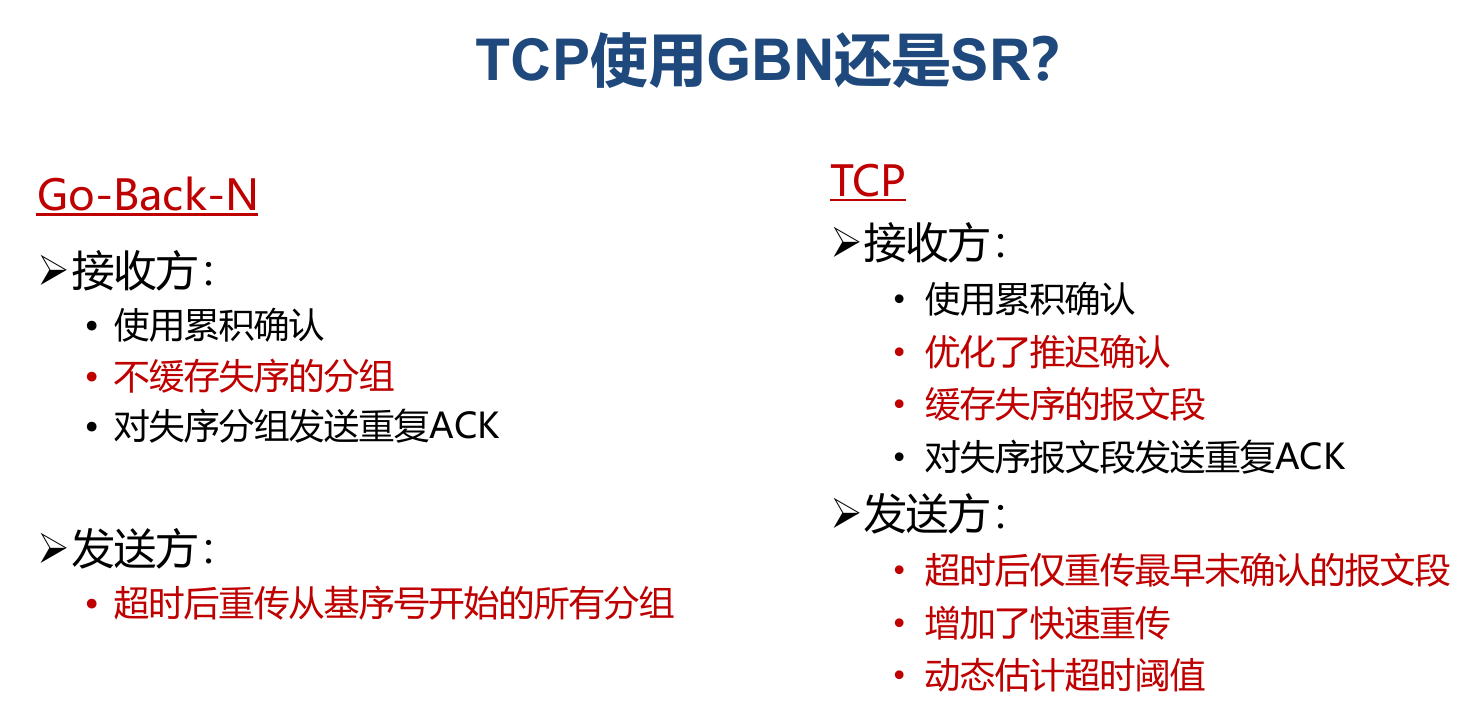 TCP使用GBN还是SR？
Go-Back-N
➢接收方：
• 使用累积确认
• 不缓存失序的分组
• 对失序分组发送重复ACK
➢发送方：
• 超时后重传从基序号开始的所有分组
TCP
➢接收方：
• 使用累积确认
• 优化了推迟确认
• 缓存失序的报文段
• 对失序报文段发送重复ACK
➢发送方：
• 超时后仅重传最早未确认的报文段
• 增加了快速重传
• 动态估计超时阈值